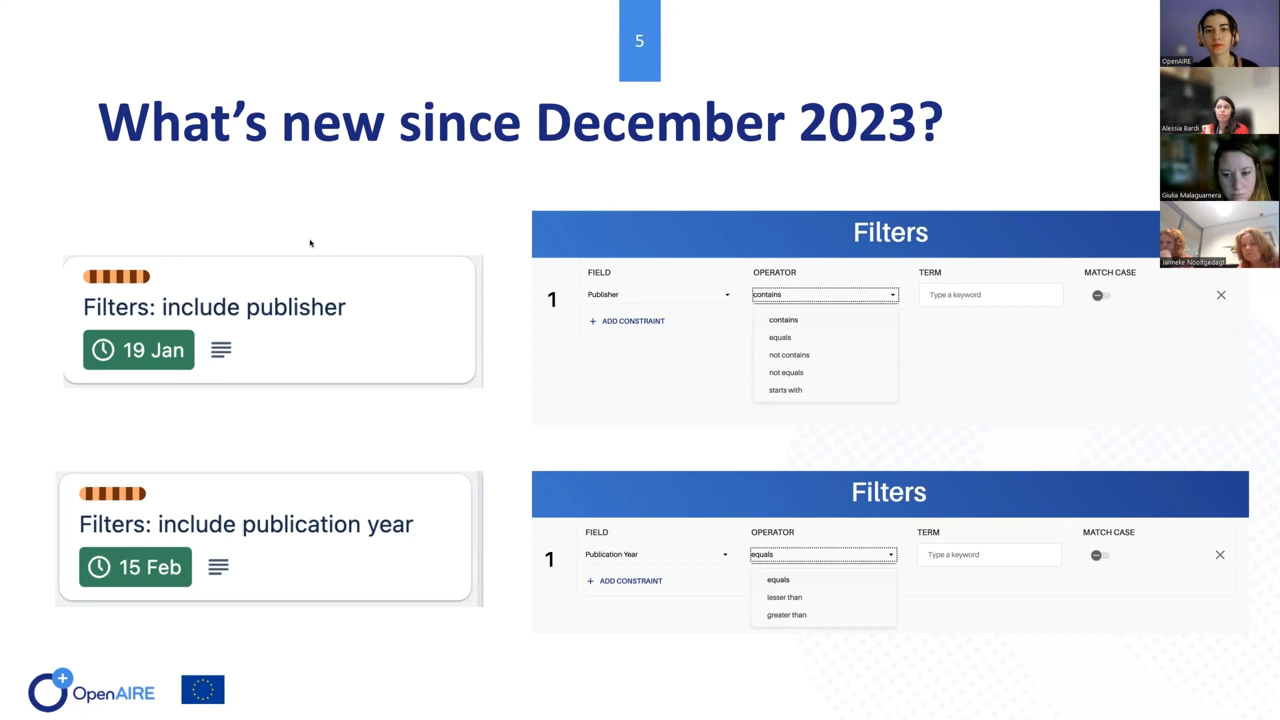 5
What's new since December 2023?
Filters: include publisher
19 Jan
Filters
FIELD OPERATOR TERM MATCH CASE
1 Publisher contains Type a keyword
+ ADD CONSTRAINT
contains
equals
not contains
not equals
starts with
Filters: include publication year
15 Feb
Filters
FIELD OPERATOR TERM MATCH CASE
1 Publication Year equals Type a keyword
+ ADD CONSTRAINT
equals
lesser than
greater than
OpenAIRE
OpenAIRE
Alessia Bardi
Giulia Malaguarnera
Janneke Nooitgedagt